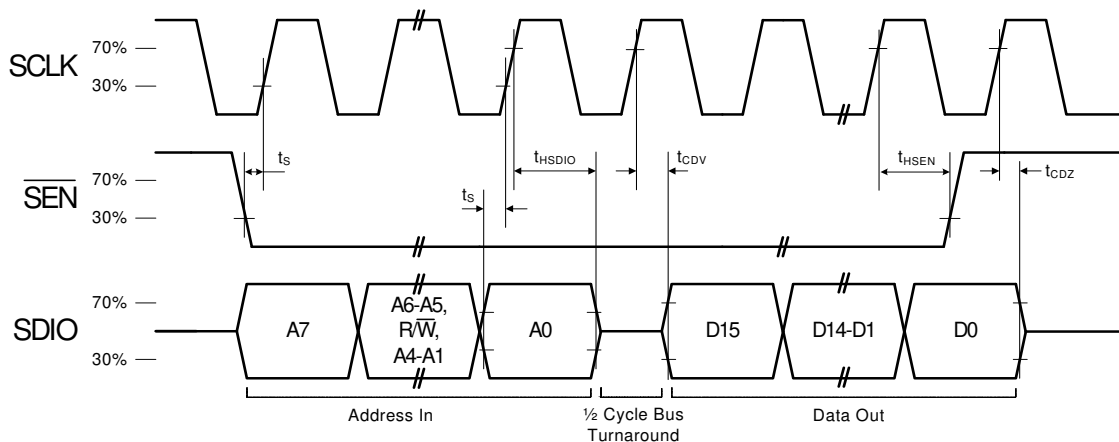 SCLK
70%
30%
tS
tHSDIO
tCDV
tHSEN
tCDZ
SEN
70%
30%
tS
SDIO
70%
30%
A7
A6-A5,
R/W,
A4-A1
A0
D15
D14-D1
D0
Address In
½ Cycle Bus
Turnaround
Data Out